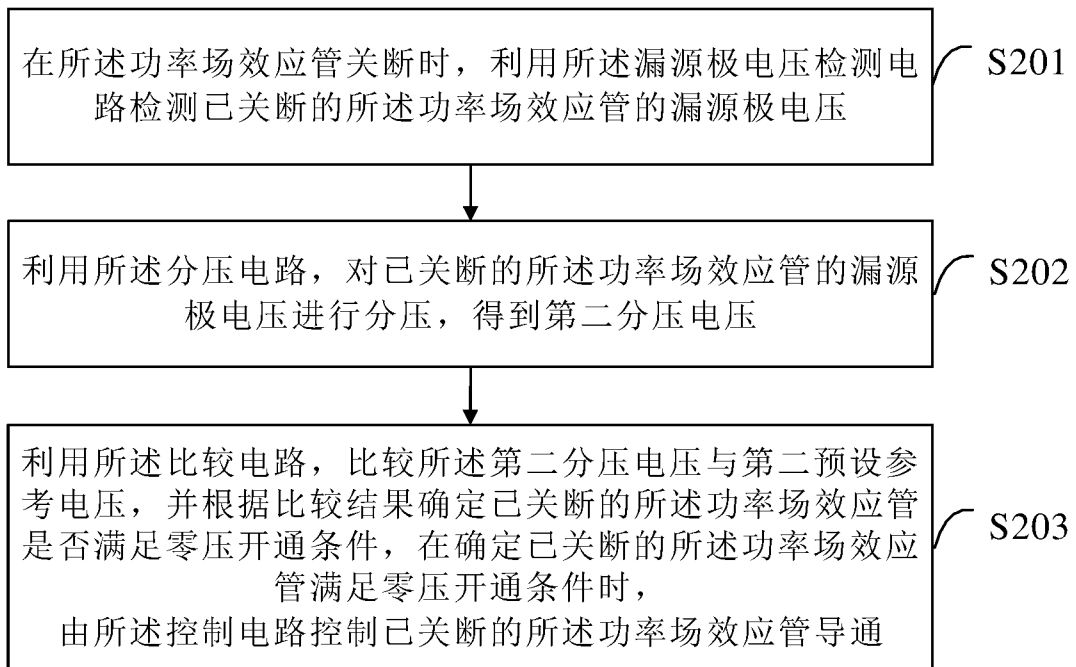 在所述功率场效应管关断时，利用所述漏源极电压检测电
路检测已关断的所述功率场效应管的漏源极电压
S201
利用所述分压电路，对已关断的所述功率场效应管的漏源
极电压进行分压，得到第二分压电压
S202
利用所述比较电路，比较所述第二分压电压与第二预设参
考电压，并根据比较结果确定已关断的所述功率场效应管
是否满足零压开通条件，在确定已关断的所述功率场效应
管满足零压开通条件时，
由所述控制电路控制已关断的所述功率场效应管导通
S203